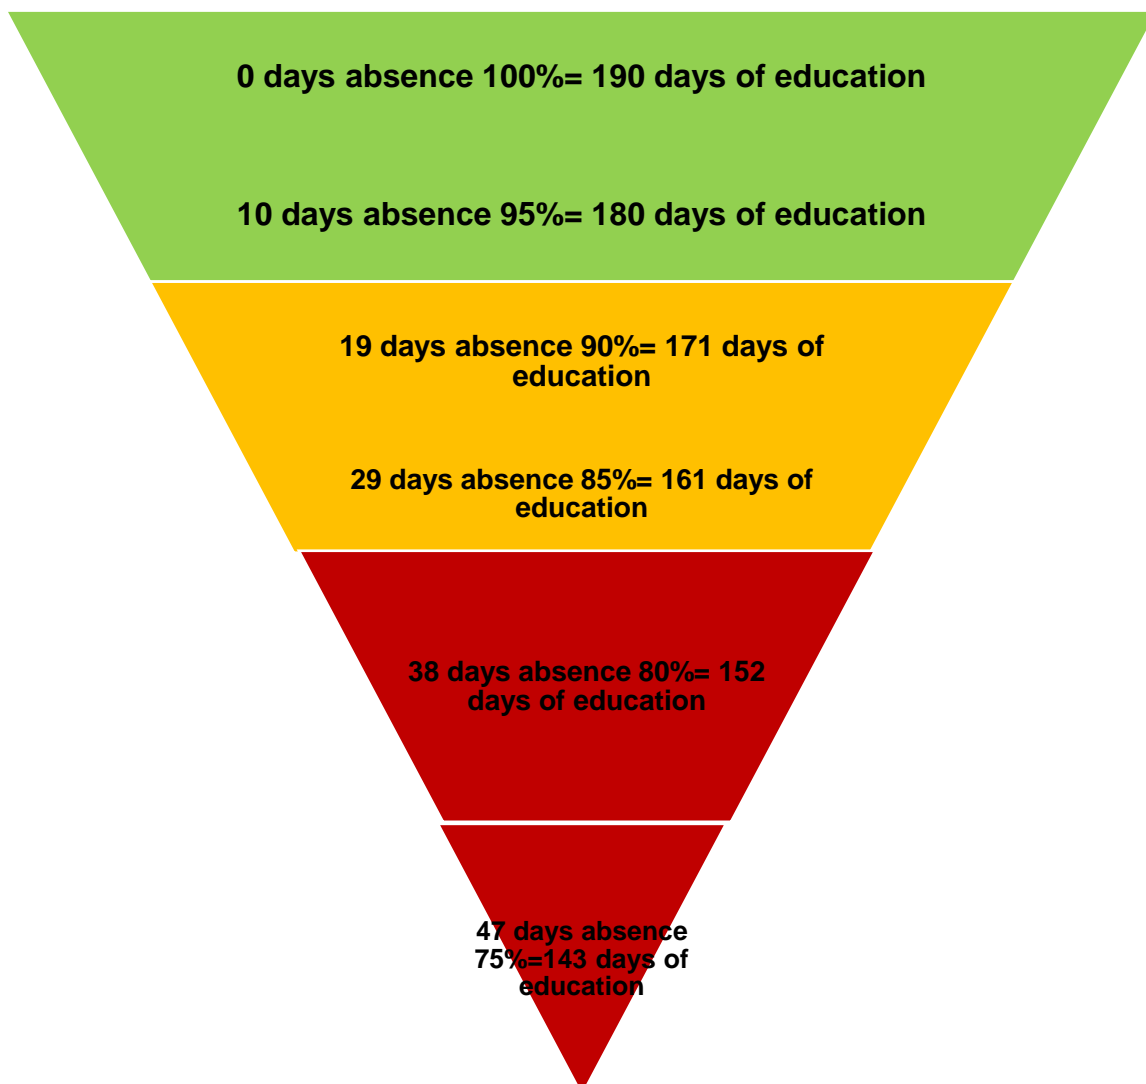 0 days absence 100%= 190 days of education
10 days absence 95%= 180 days of education
19 days absence 90%= 171 days of
education
29 days absence 85%= 161 days of
education
38 days absence 80%= 152
days of education
47 days absence
75%=143 days of
education